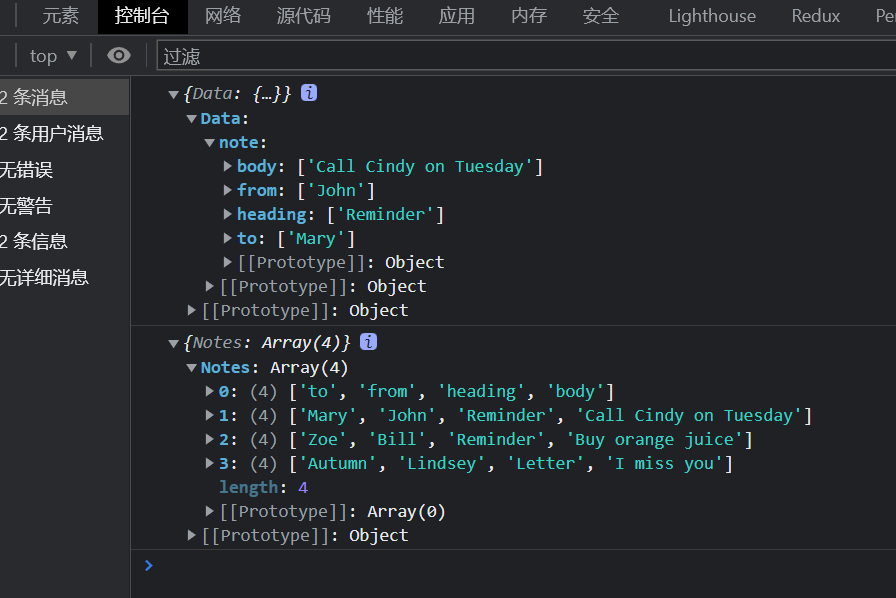 元素 控制台 网络 源代码 性能 应用 内存 安全 Lighthouse Redux
top ▼ 过滤
2 条消息
2 条用户消息
无错误
无警告
2 条信息
无详细消息
▼{Data: {…}} i
▼Data:
▼note:
▶body: ['Call Cindy on Tuesday']
▶from: ['John']
▶heading: ['Reminder']
▶to: ['Mary']
▶[[Prototype]]: Object
▶[[Prototype]]: Object
▶[[Prototype]]: Object
▼{Notes: Array(4)} i
▼Notes: Array(4)
▶0: (4) ['to', 'from', 'heading', 'body']
▶1: (4) ['Mary', 'John', 'Reminder', 'Call Cindy on Tuesday']
▶2: (4) ['Zoe', 'Bill', 'Reminder', 'Buy orange juice']
▶3: (4) ['Autumn', 'Lindsey', 'Letter', 'I miss you']
length: 4
▶[[Prototype]]: Array(0)
▶[[Prototype]]: Object